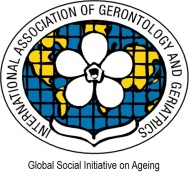 INTERNATIONAL ASSOCIATION OF GERONTOLOGY AND GERIATRICS
Global Social Initiative on Ageing